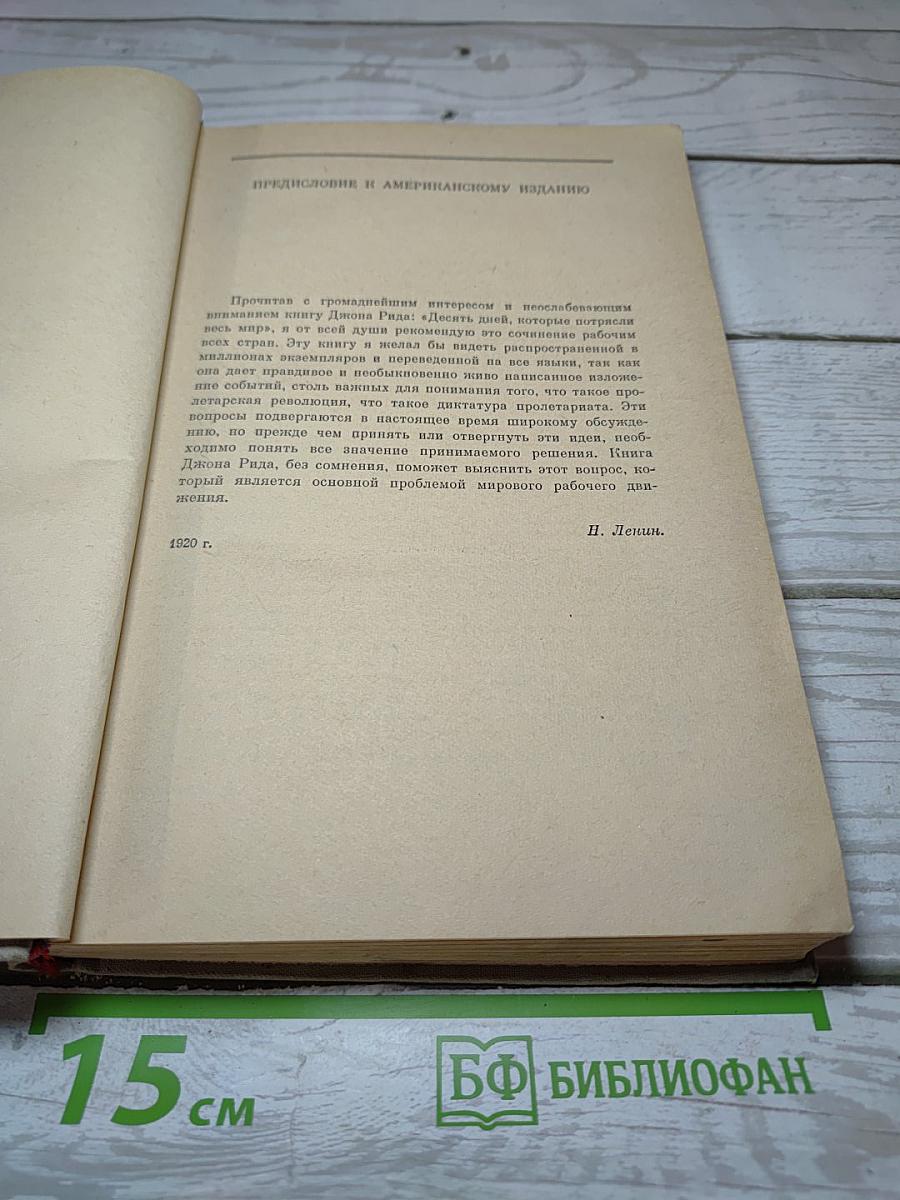 ПРЕДИСЛОВИЕ К АМЕРИКАНСКОМУ ИЗДАНИЮ
Прочитав с громаднейшим интересом и неослабевающим
вниманием книгу Джона Рида: «Десять дней, которые потрясли
весь мир», я от всей души рекомендую это сочинение рабочим
всех стран. Эту книгу я желал бы видеть распространенной в
миллионах экземпляров и переведенной на все языки, так как
она дает правдивое и необыкновенно живо написанное изложе-
ние событий, столь важных для понимания того, что такое про-
летарская революция, что такое диктатура пролетариата. Эти
вопросы подвергаются в настоящее время широкому обсужде-
нию, но прежде чем принять или отвергнуть эти идеи, необ-
ходимо понять все значение принимаемого решения. Книга
Джона Рида, без сомнения, поможет выяснить этот вопрос, ко-
торый является основной проблемой мирового рабочего дви-
жения.
Н. Ленин.
1920 г.
15 см
БФ БИБЛИОФАН